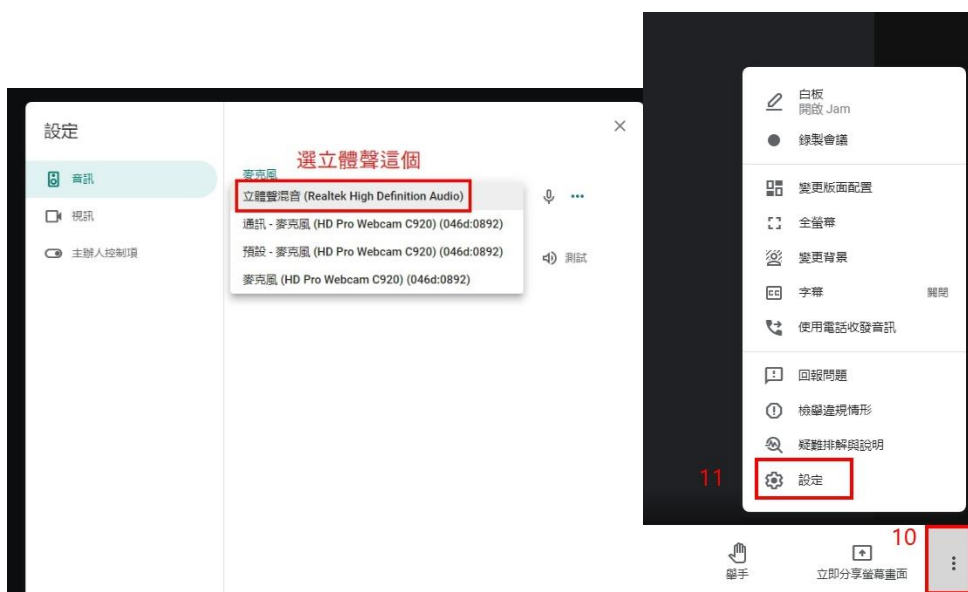 設定
選立體聲這個
音訊
視訊
主辦人控制項
麥克風
立體聲混音 (Realtek High Definition Audio)
通訊 - 麥克風 (HD Pro Webcam C920) (046d:0892)
預設 - 麥克風 (HD Pro Webcam C920) (046d:0892)
麥克風 (HD Pro Webcam C920) (046d:0892)
測試
白板
開啟 Jam
錄製會議
變更版面配置
全螢幕
變更背景
字幕
關閉
使用電話收發音訊
回報問題
檢舉違規情形
疑難排解與說明
11
設定
10
舉手
立即分享螢幕畫面